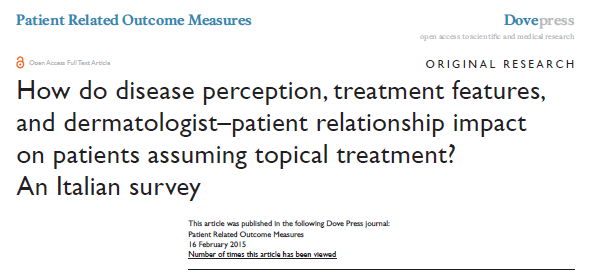 Patient Related Outcome Measures
Dovepress
open access to scientific and medical research
Open Access Full Text Article
ORIGINAL RESEARCH
How do disease perception, treatment features,
and dermatologist–patient relationship impact
on patients assuming topical treatment?
An Italian survey
This article was published in the following Dove Press journal:
Patient Related Outcome Measures
16 February 2015
Number of times this article has been viewed